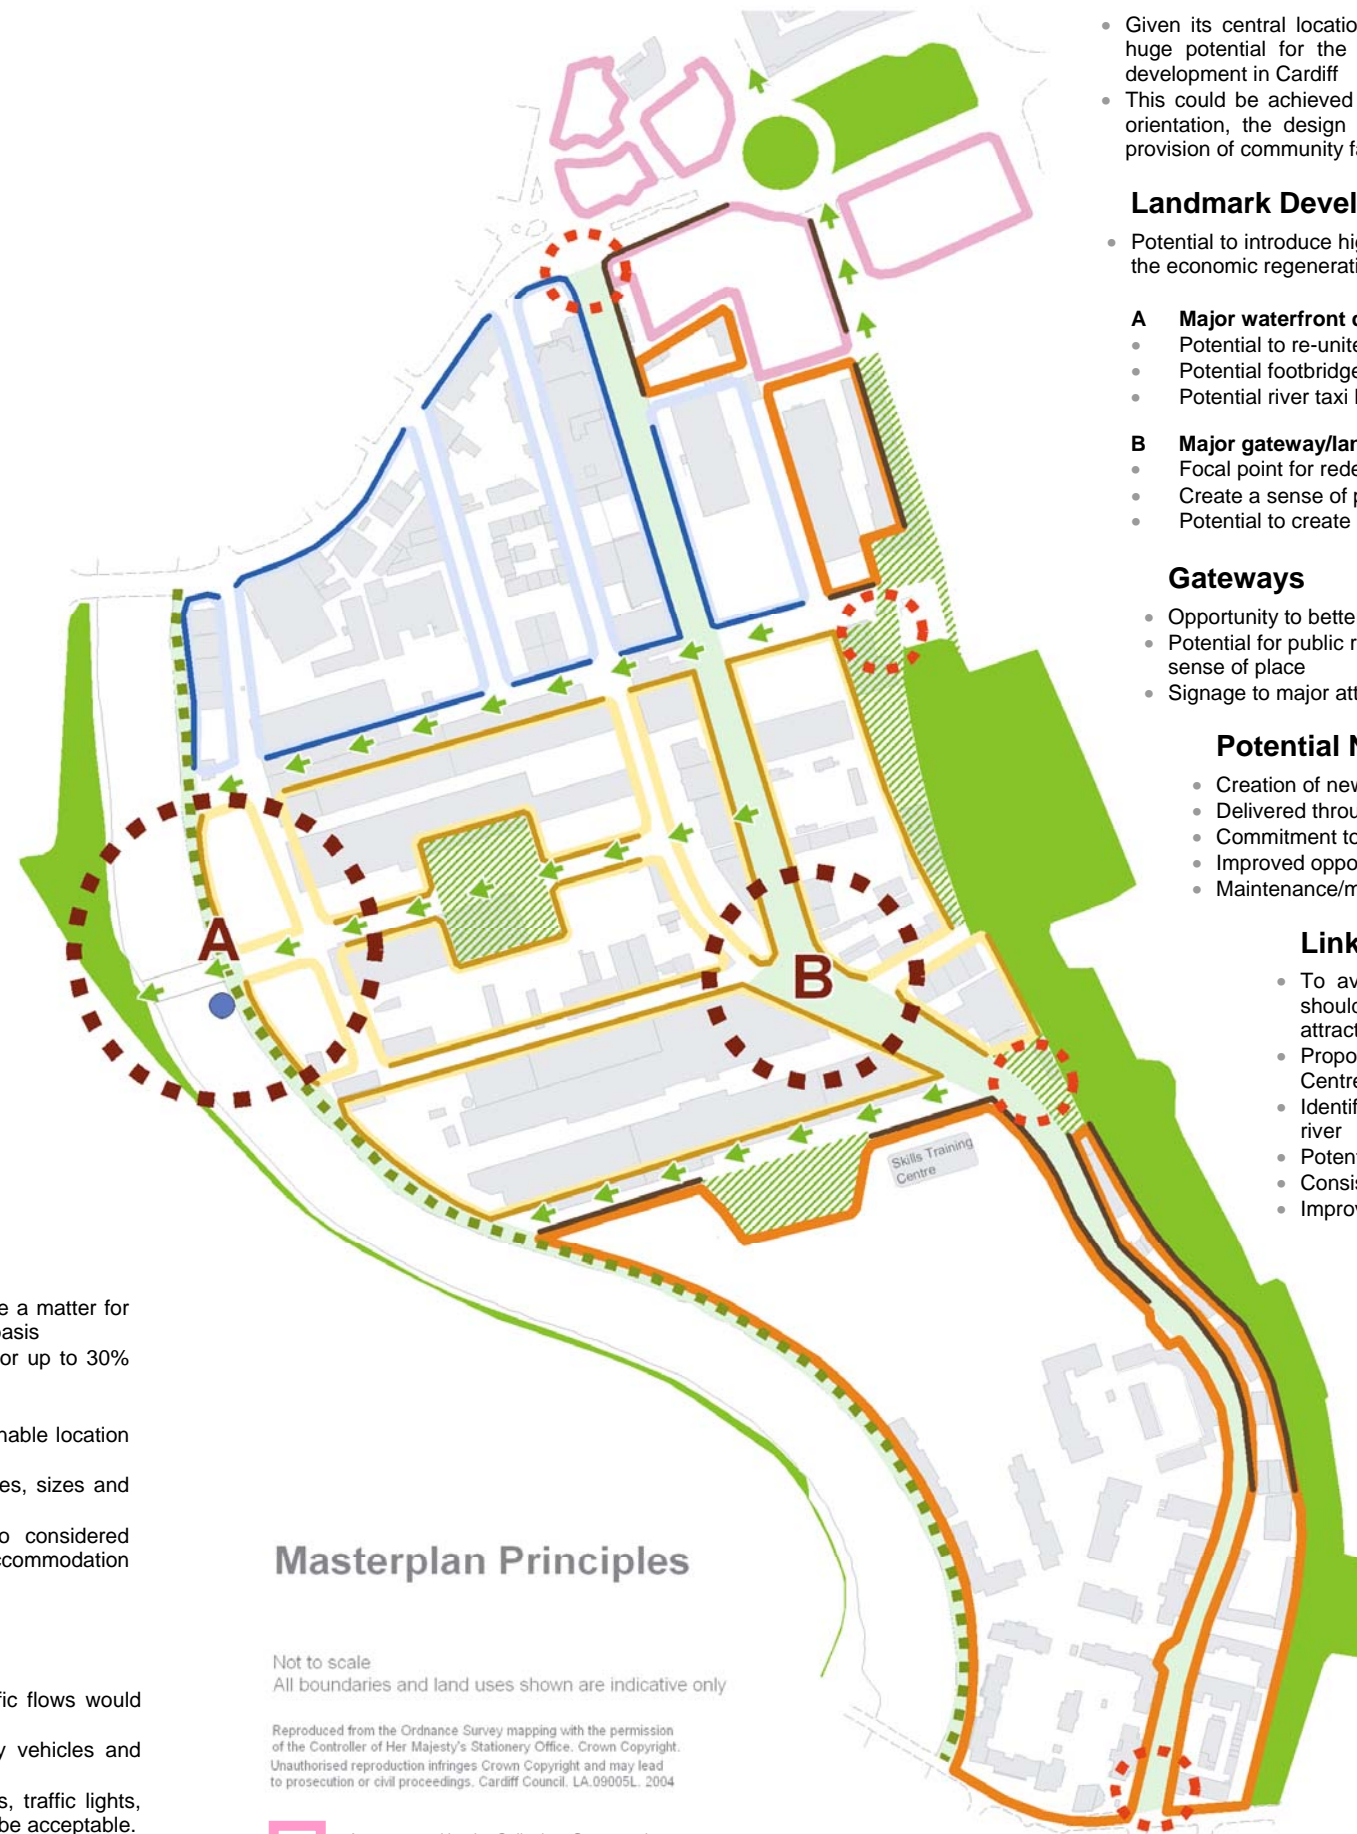 Given its central locatio
huge potential for the
development in Cardiff
This could be achieved
orientation, the design
provision of community fa
Landmark Devel
Potential to introduce hig
the economic regenerati
A Major waterfront d
Potential to re-unite
Potential footbridge
Potential river taxi
B Major gateway/lan
Focal point for rede
Create a sense of p
Potential to create
Gateways
Opportunity to bette
Potential for public r
sense of place
Signage to major att
Potential N
Creation of new
Delivered throu
Commitment to
Improved oppo
Maintenance/m
Link
To av
should
attract
Propo
Centre
Identif
river
Potent
Consis
Improv
A
B
Skills Training
Centre
e a matter for
asis
or up to 30%
nable location
es, sizes and
o considered
ccommodation
fic flows would
y vehicles and
s, traffic lights,
be acceptable.
Masterplan Principles
Not to scale
All boundaries and land uses shown are indicative only
Reproduced from the Ordnance Survey mapping with the permission
of the Controller of Her Majesty's Stationery Office. Crown Copyright.
Unauthorised reproduction infringes Crown Copyright and may lead
to prosecution or civil proceedings. Cardiff Council. LA.09005L. 2004